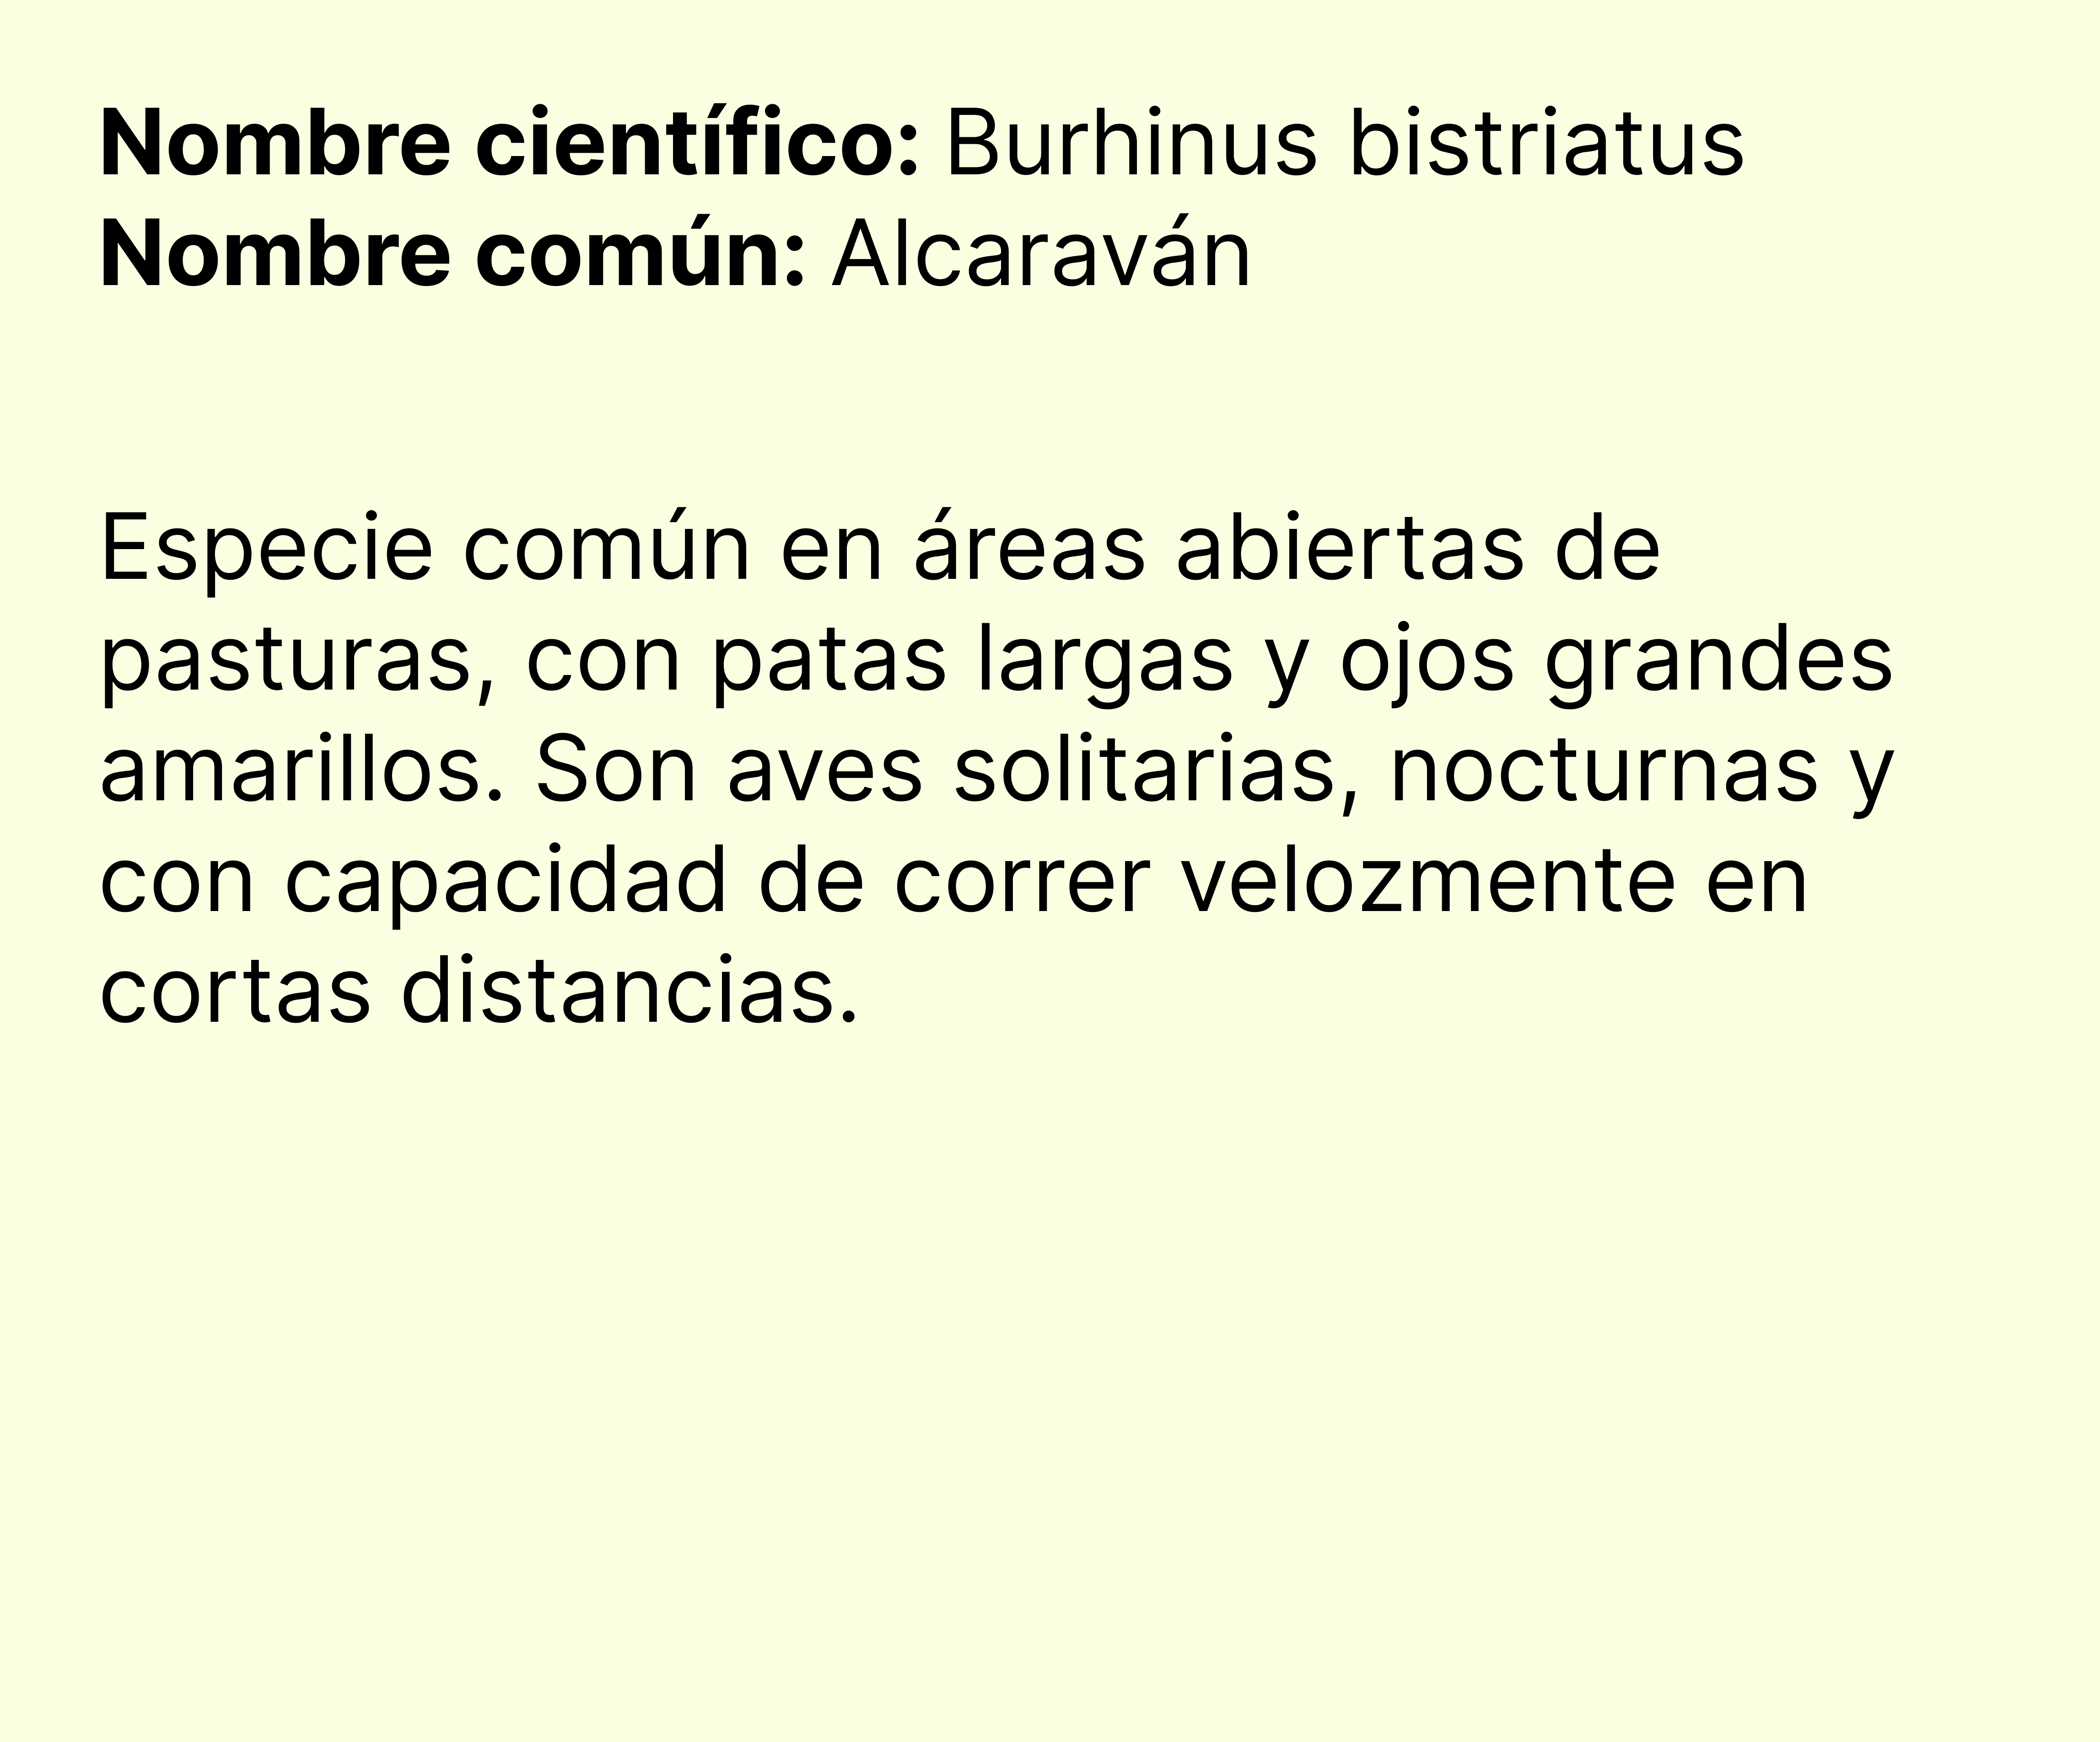 Nombre científico: Burhinus bistriatus
Nombre común: Alcaraván
Especie común en áreas abiertas de
pasturas, con patas largas y ojos grandes
amarillos. Son aves solitarias, nocturnas y
con capacidad de correr velozmente en
cortas distancias.